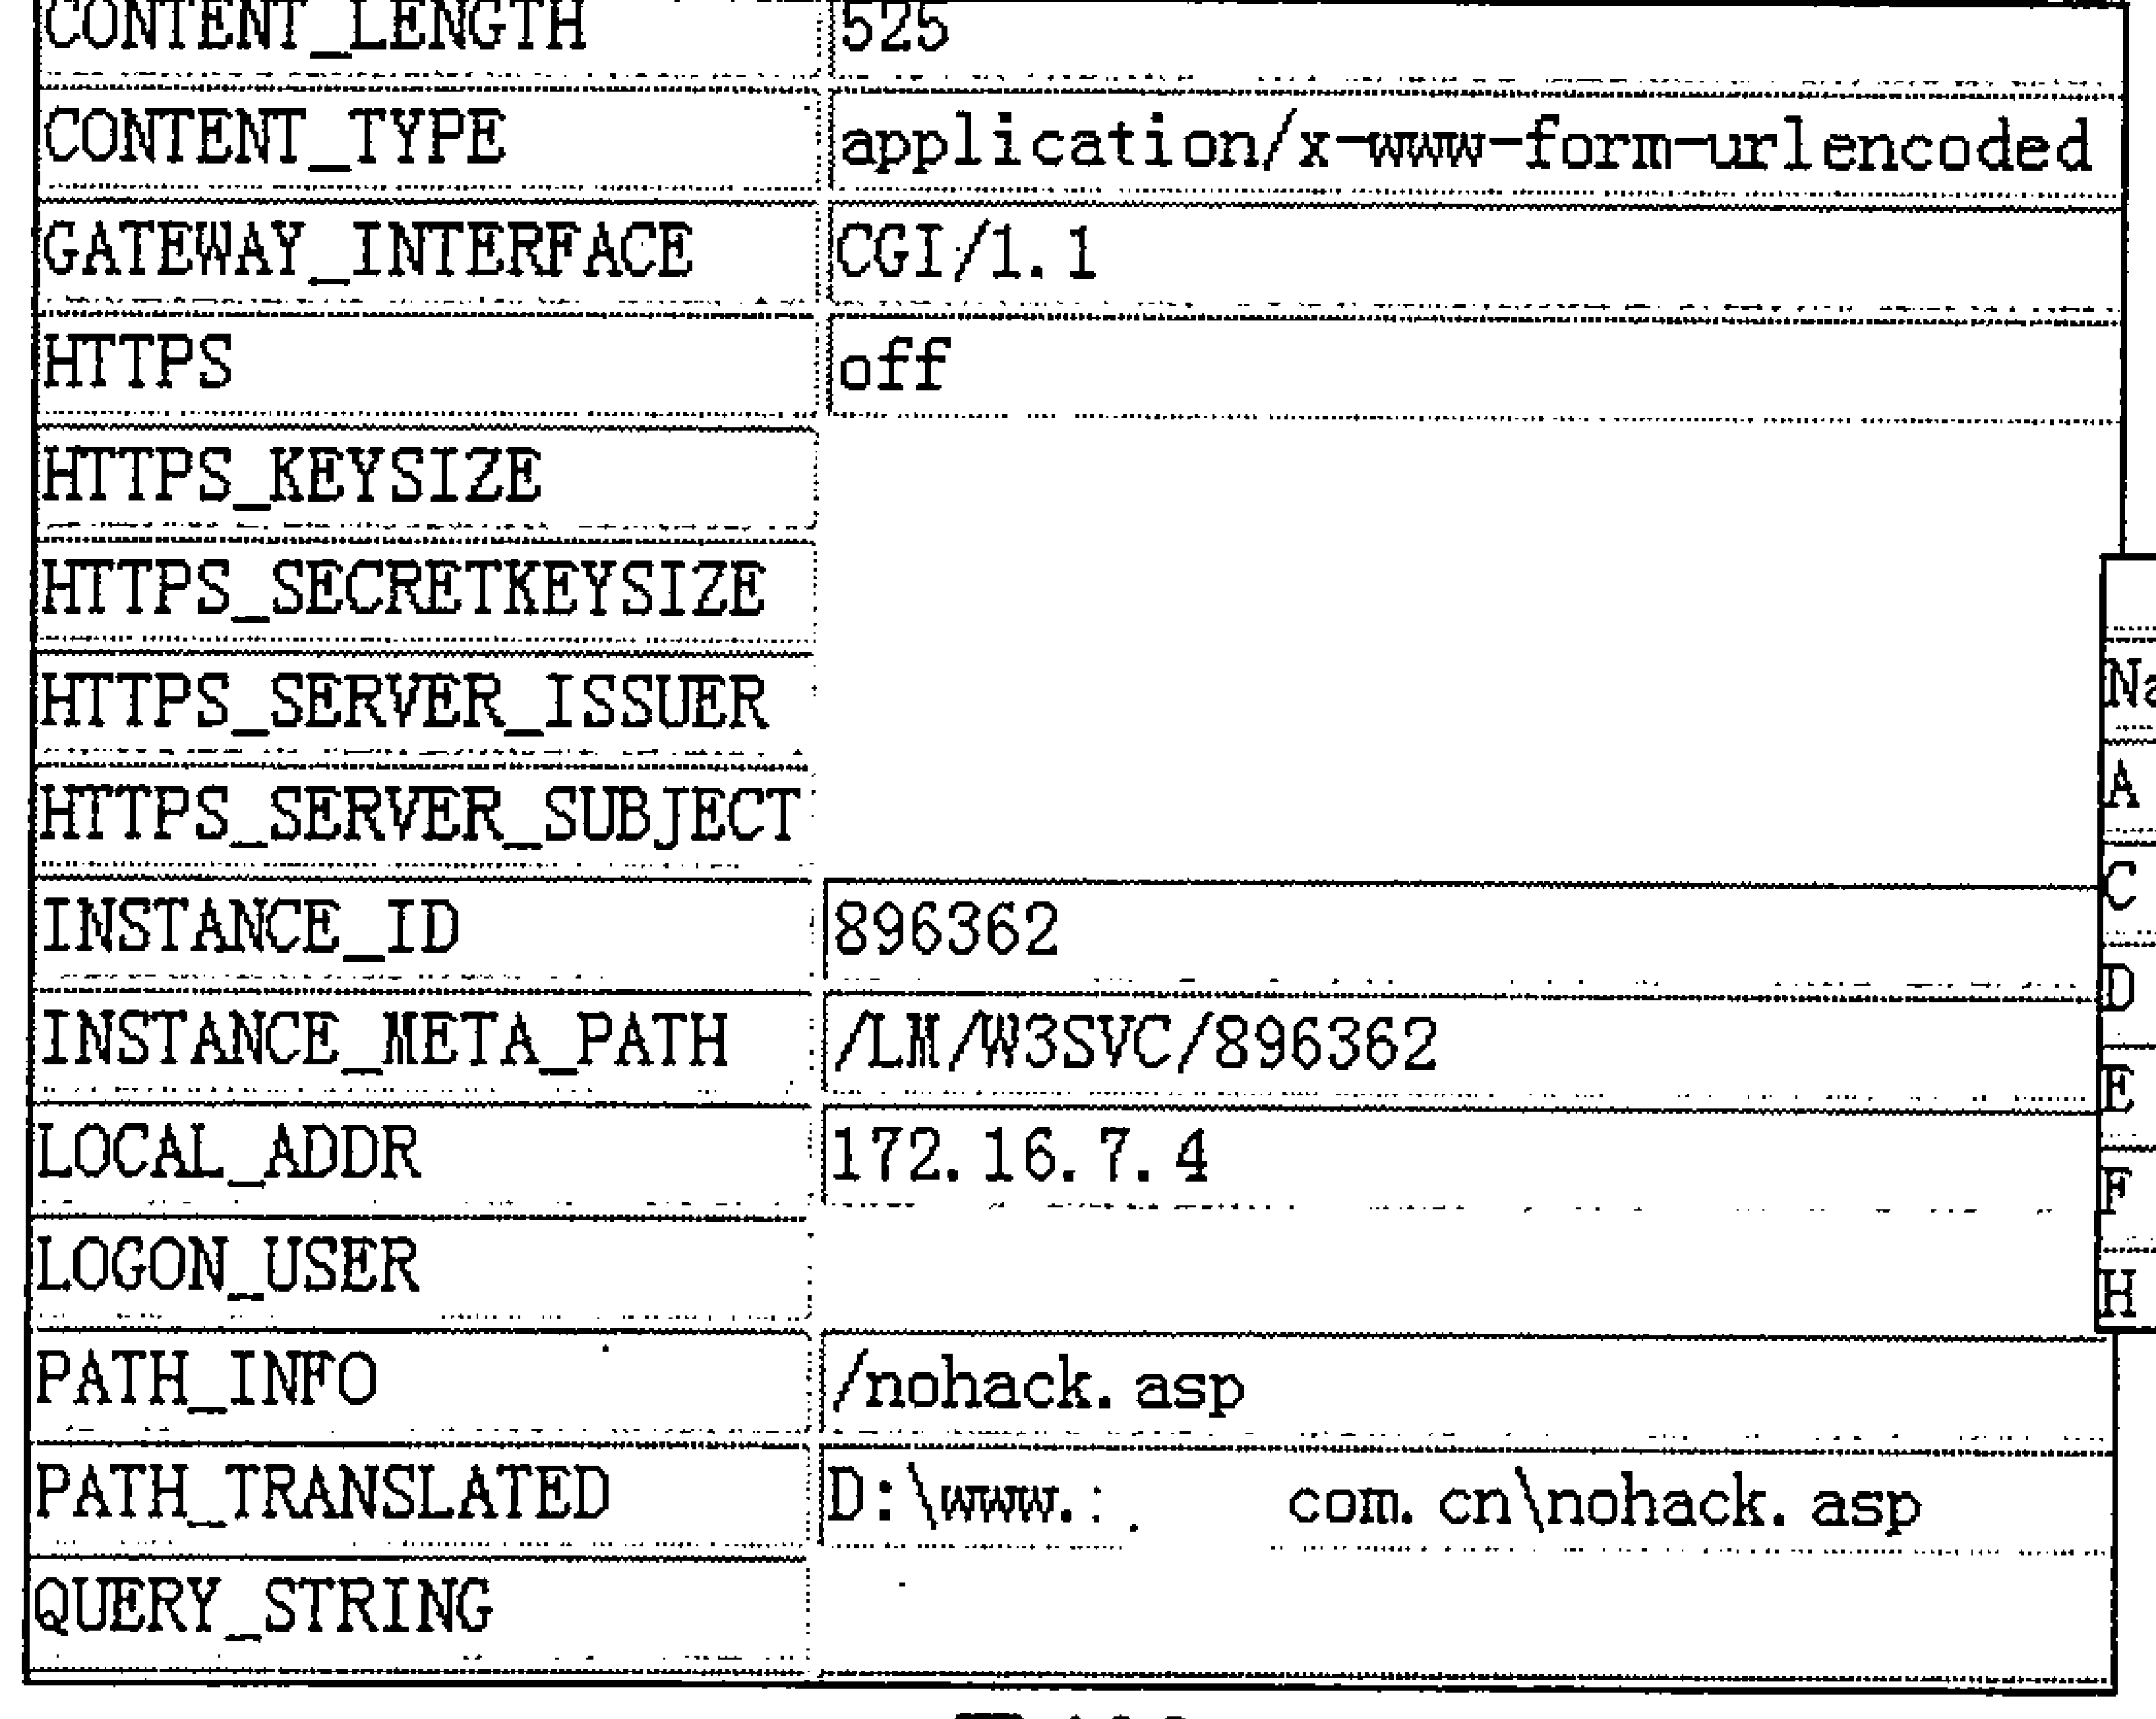 CONTENT_LENGTH 525
CONTENT_TYPE application/x-www-form-urlencoded
GATEWAY_INTERFACE CGI/1.1
HTTPS off
HTTPS_KEYSIZE
HTTPS_SECRETKEYSIZE
HTTPS_SERVER_ISSUER
HTTPS_SERVER_SUBJECT
INSTANCE_ID 896362
INSTANCE_META_PATH /LM/W3SVC/896362
LOCAL_ADDR 172.16.7.4
LOGON_USER
PATH_INFO /nohack.asp
PATH_TRANSLATED D:\www. com.cn\nohack.asp
QUERY_STRING
A
C
D
E
F
H